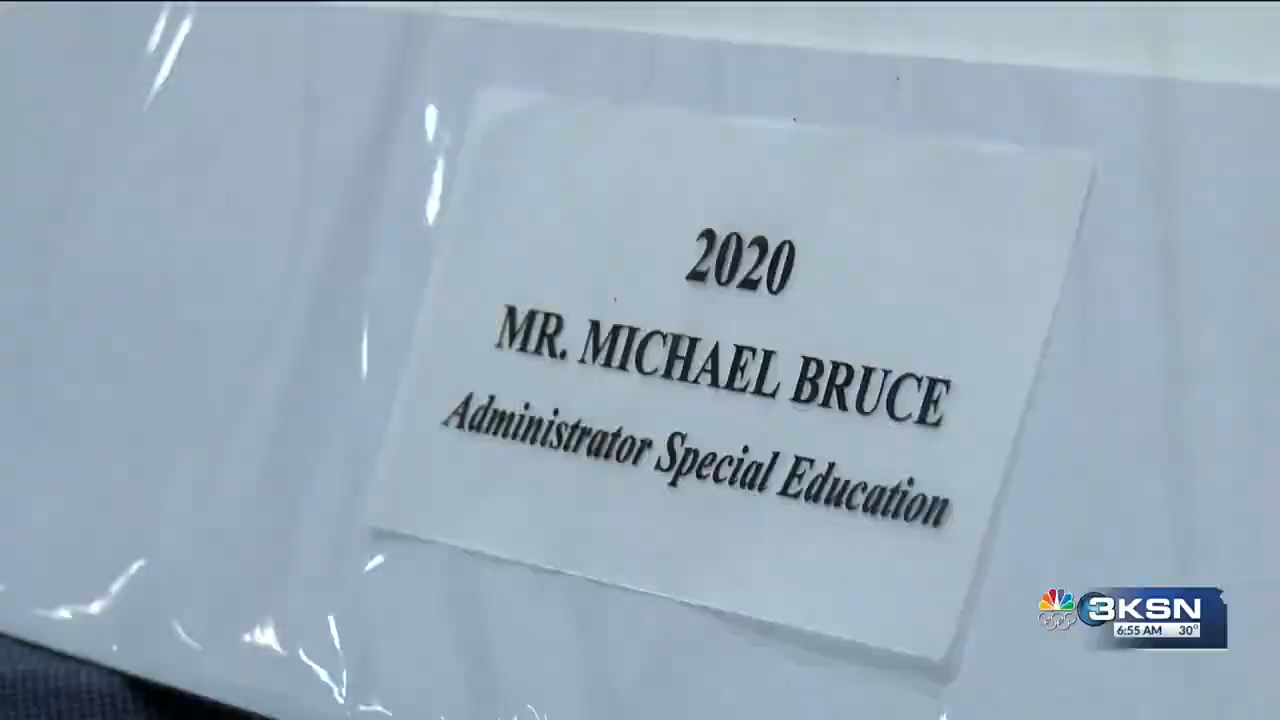 2020
MR. MICHAEL BRUCE
Administrator Special Education
3KSN
6:55 AM 30°